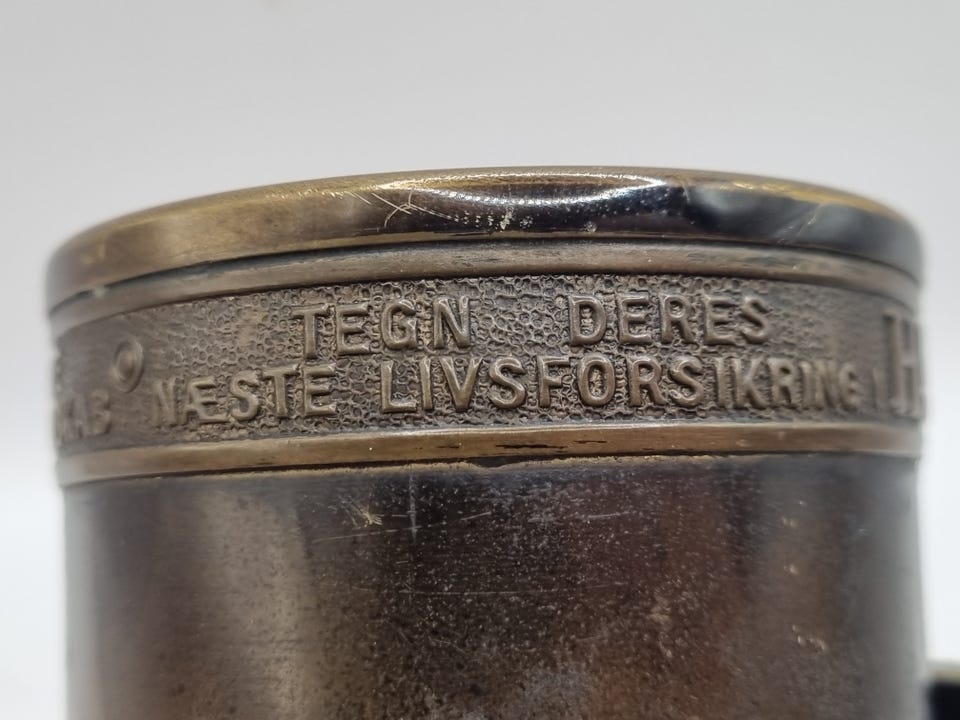 TEGN DERES
NÆSTE LIVSFORSIKRING I